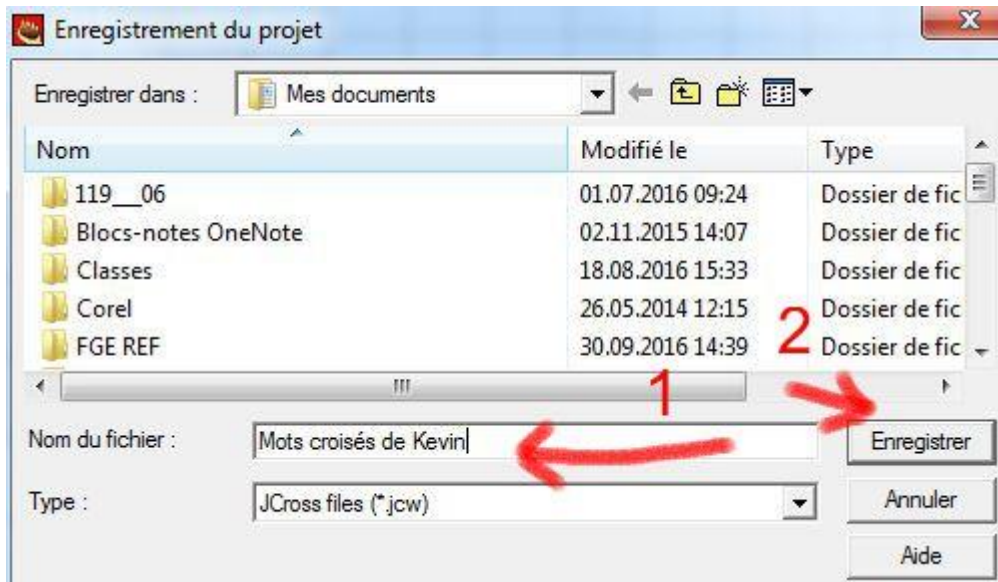 Enregistrement du projet
Enregistrer dans : Mes documents
Nom Modifié le Type
119__06 01.07.2016 09:24 Dossier de fic
Blocs-notes OneNote 02.11.2015 14:07 Dossier de fic
Classes 18.08.2016 15:33 Dossier de fic
Corel 26.05.2014 12:15 Dossier de fic
FGE REF 30.09.2016 14:39 Dossier de fic
2
1
Nom du fichier : Mots croisés de Kevin Enregistrer
Type : JCross files (*.jcw) Annuler
Aide